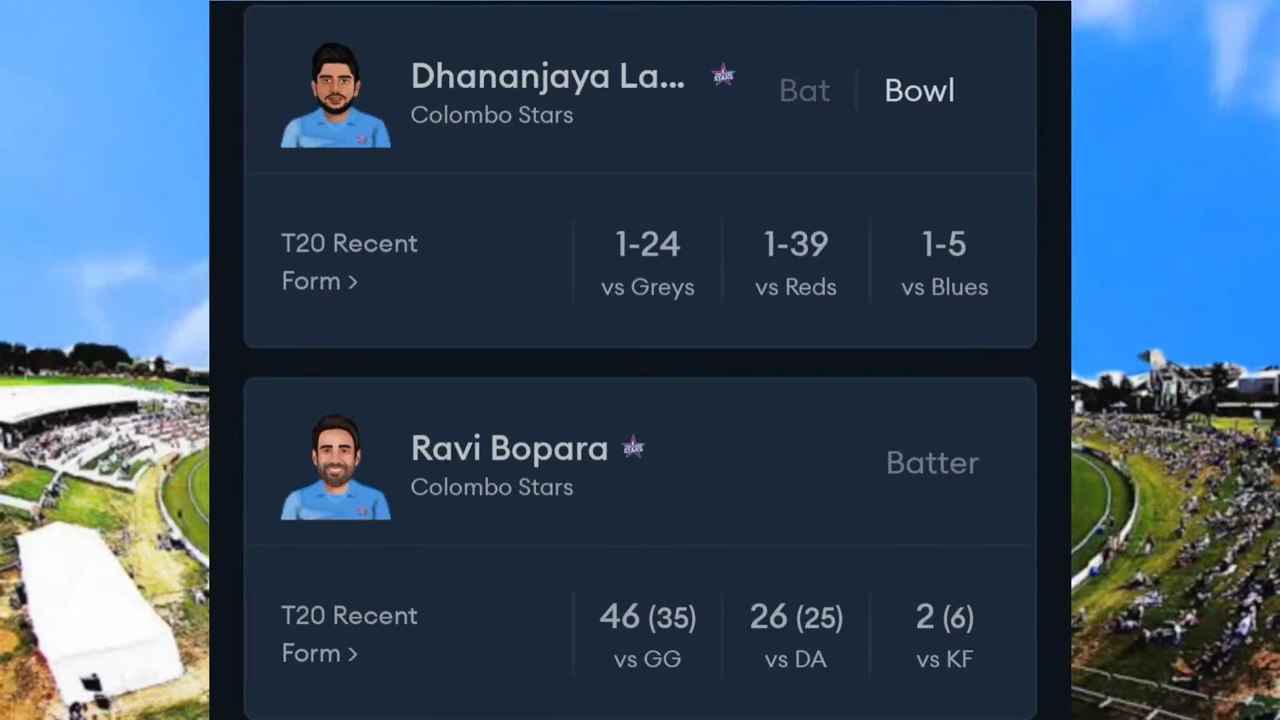 Dhananjaya La...
Colombo Stars
Bat
Bowl
T20 Recent
Form >
1-24
vs Greys
1-39
vs Reds
1-5
vs Blues
Ravi Bopara
Colombo Stars
Batter
T20 Recent
Form >
46 (35)
vs GG
26 (25)
vs DA
2 (6)
vs KF